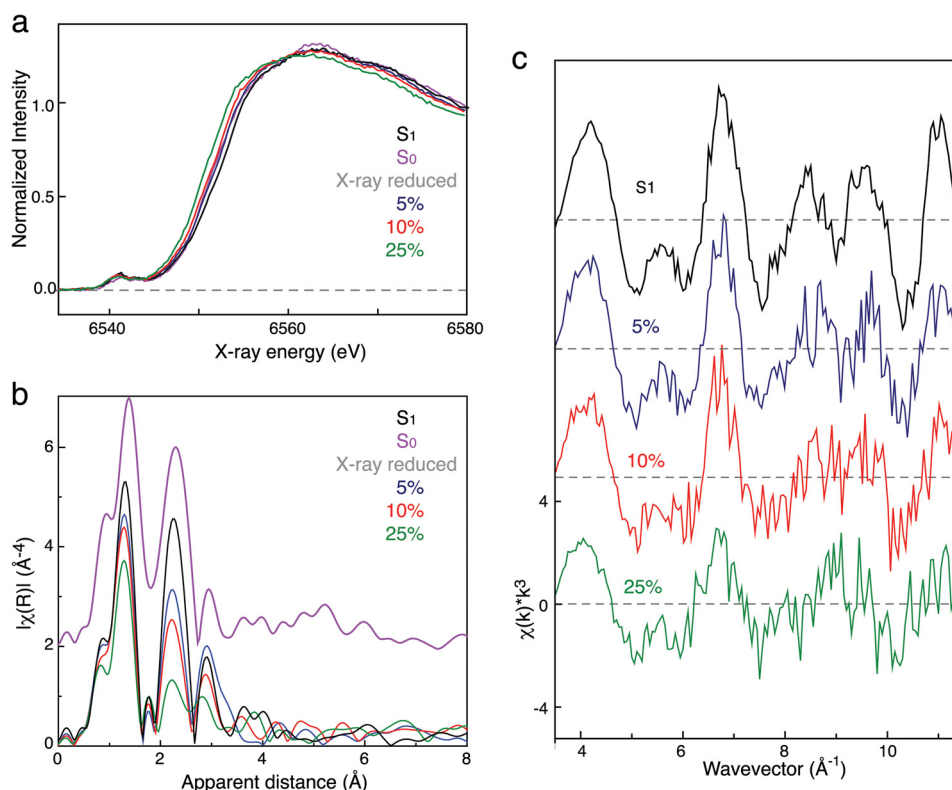 a
Normalized Intensity
1.0
0.5
0.0
S1
S0
X-ray reduced
5%
10%
25%
6540
6560
6580
X-ray energy (eV)
b
|χ(R)| (Å-4)
6
4
2
0
S1
S0
X-ray reduced
5%
10%
25%
0
2
4
6
8
Apparent distance (Å)
c
S1
5%
10%
25%
χ(k)*k³
4
0
-4
4
6
8
10
Wavevector (Å-1)